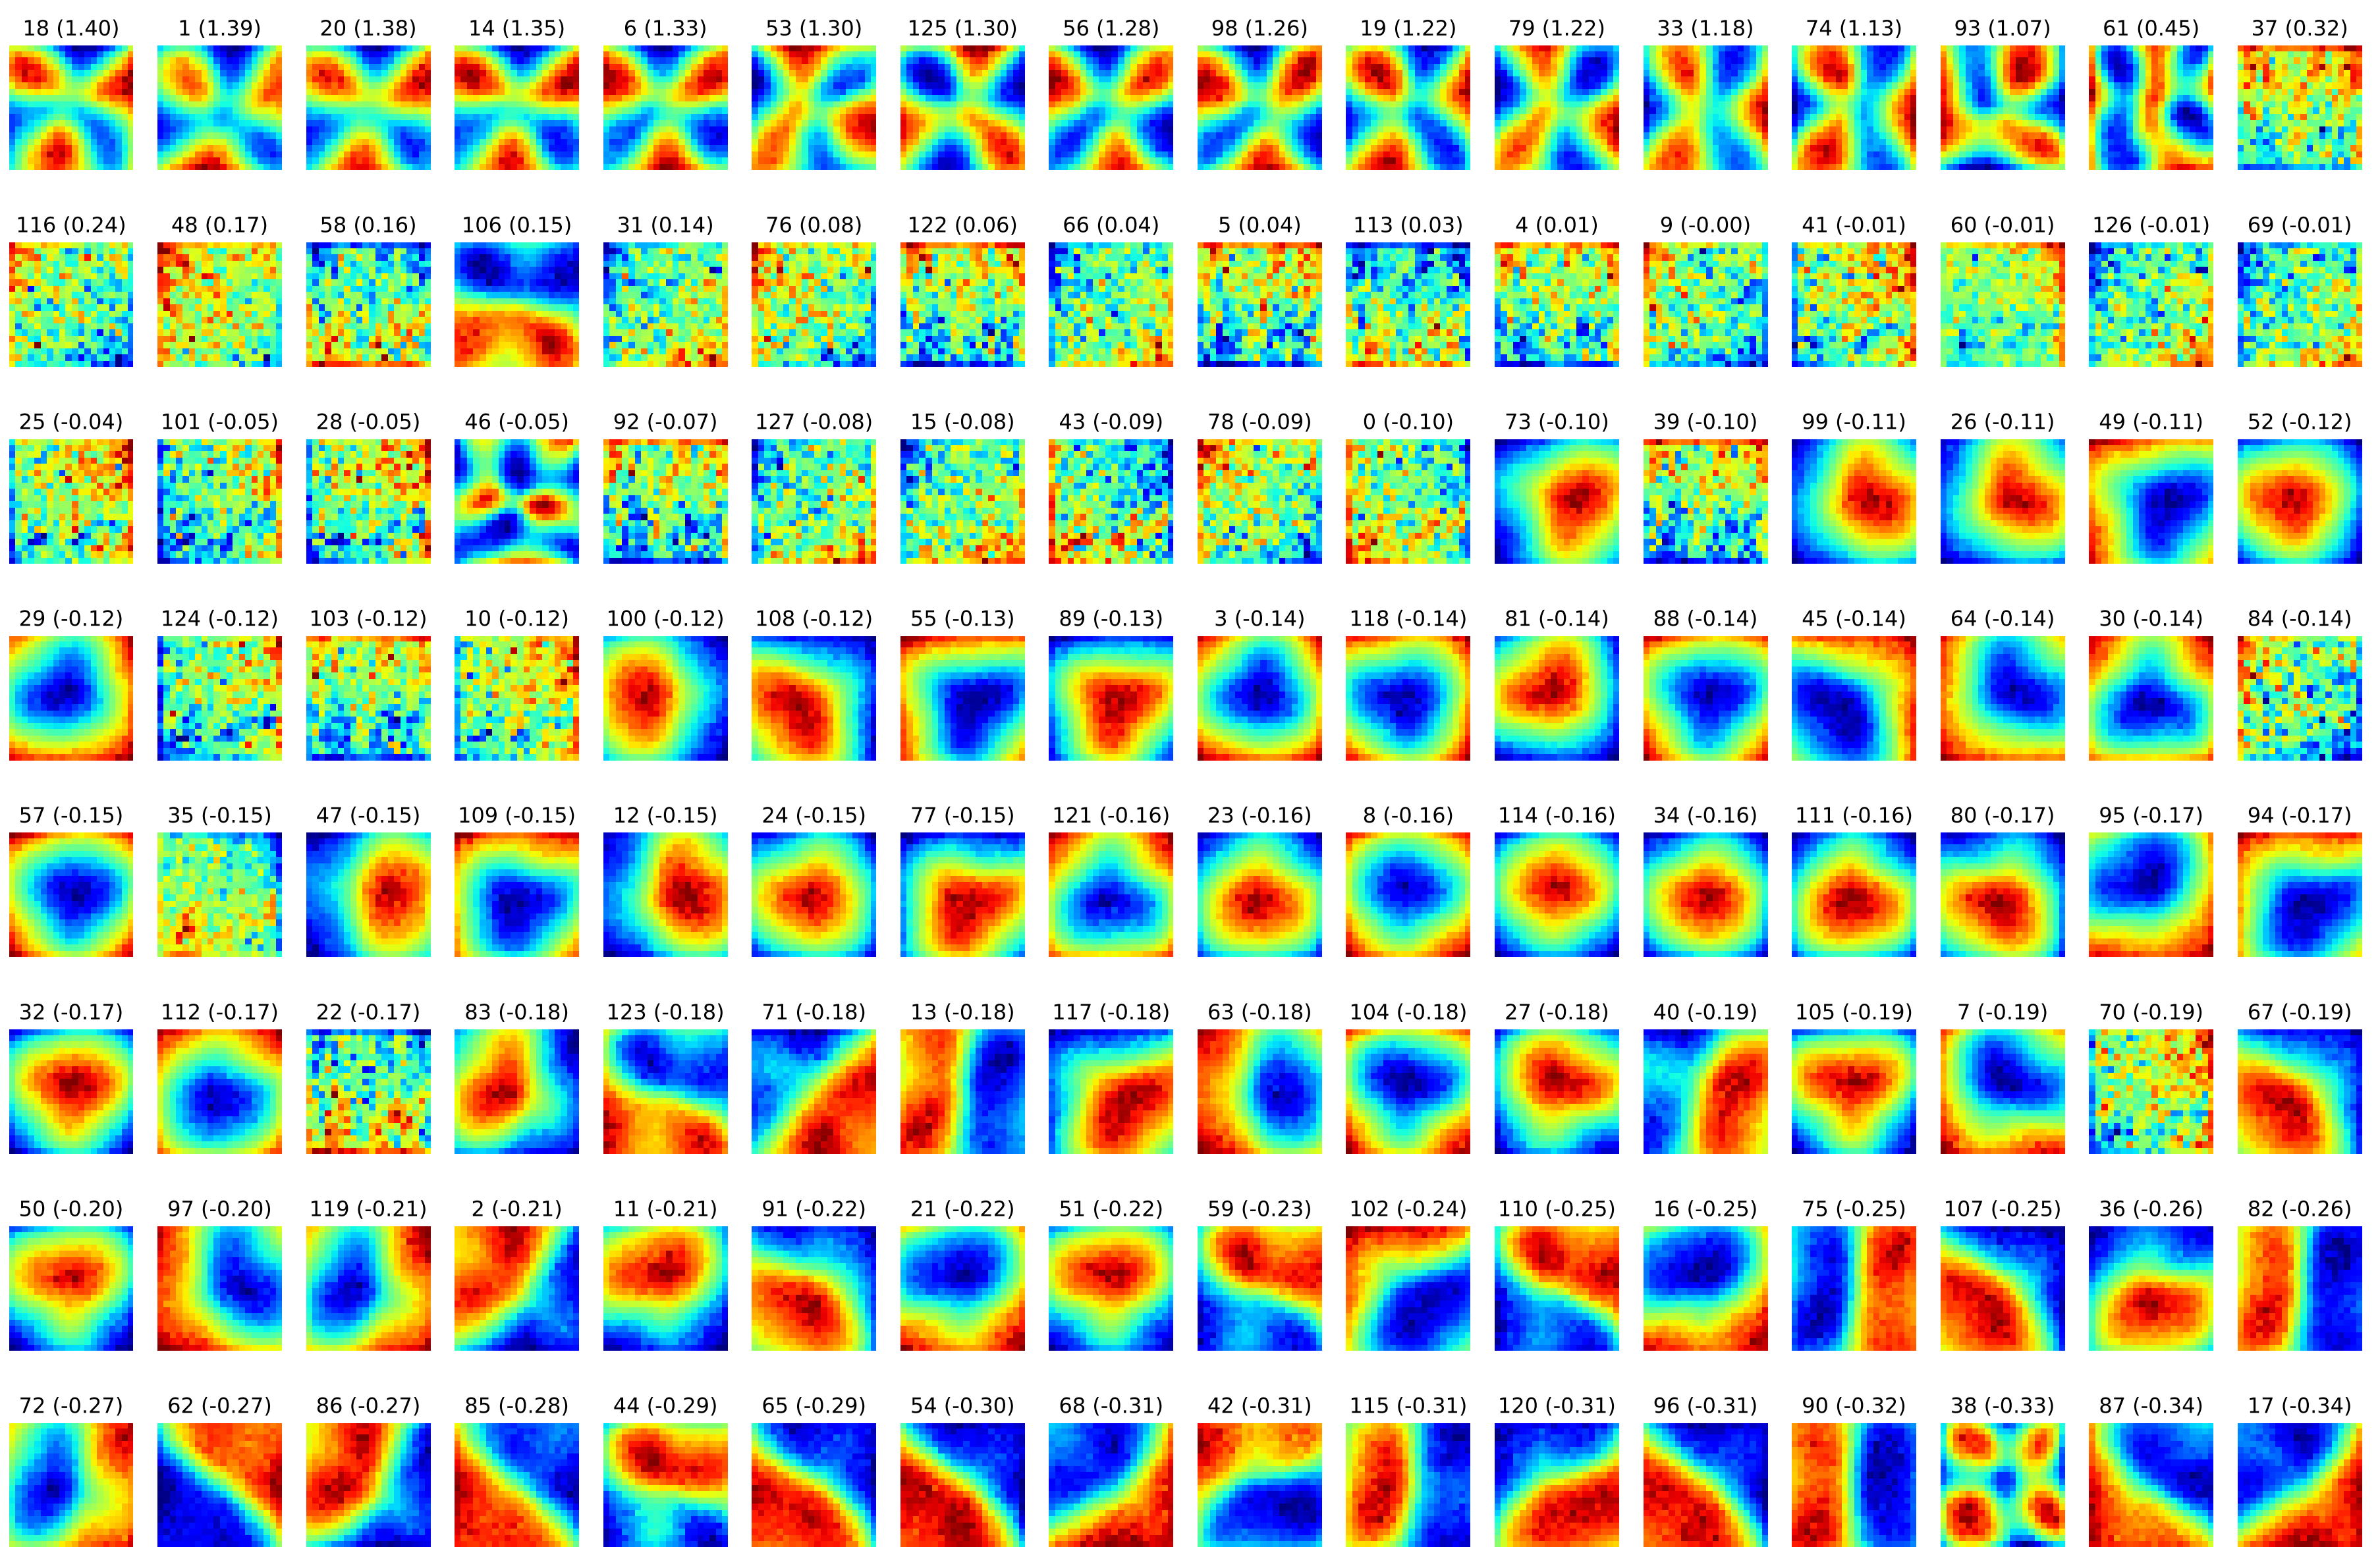 18 (1.40) 1 (1.39) 20 (1.38) 14 (1.35) 6 (1.33) 53 (1.30) 125 (1.30) 56 (1.28) 98 (1.26) 19 (1.22) 79 (1.22) 33 (1.18) 74 (1.13) 93 (1.07) 61 (0.45) 37 (0.32)
116 (0.24) 48 (0.17) 58 (0.16) 106 (0.15) 31 (0.14) 76 (0.08) 122 (0.06) 66 (0.04) 5 (0.04) 113 (0.03) 4 (0.01) 9 (-0.00) 41 (-0.01) 60 (-0.01) 126 (-0.01) 69 (-0.01)
25 (-0.04) 101 (-0.05) 28 (-0.05) 46 (-0.05) 92 (-0.07) 127 (-0.08) 15 (-0.08) 43 (-0.09) 78 (-0.09) 0 (-0.10) 73 (-0.10) 39 (-0.10) 99 (-0.11) 26 (-0.11) 49 (-0.11) 52 (-0.12)
29 (-0.12) 124 (-0.12) 103 (-0.12) 10 (-0.12) 100 (-0.12) 108 (-0.12) 55 (-0.13) 89 (-0.13) 3 (-0.14) 118 (-0.14) 81 (-0.14) 88 (-0.14) 45 (-0.14) 64 (-0.14) 30 (-0.14) 84 (-0.14)
57 (-0.15) 35 (-0.15) 47 (-0.15) 109 (-0.15) 12 (-0.15) 24 (-0.15) 77 (-0.15) 121 (-0.16) 23 (-0.16) 8 (-0.16) 114 (-0.16) 34 (-0.16) 111 (-0.16) 80 (-0.17) 95 (-0.17) 94 (-0.17)
32 (-0.17) 112 (-0.17) 22 (-0.17) 83 (-0.18) 123 (-0.18) 71 (-0.18) 13 (-0.18) 117 (-0.18) 63 (-0.18) 104 (-0.18) 27 (-0.18) 40 (-0.19) 105 (-0.19) 7 (-0.19) 70 (-0.19) 67 (-0.19)
50 (-0.20) 97 (-0.20) 119 (-0.21) 2 (-0.21) 11 (-0.21) 91 (-0.22) 21 (-0.22) 51 (-0.22) 59 (-0.23) 102 (-0.24) 110 (-0.25) 16 (-0.25) 75 (-0.25) 107 (-0.25) 36 (-0.26) 82 (-0.26)
72 (-0.27) 62 (-0.27) 86 (-0.27) 85 (-0.28) 44 (-0.29) 65 (-0.29) 54 (-0.30) 68 (-0.31) 42 (-0.31) 115 (-0.31) 120 (-0.31) 96 (-0.31) 90 (-0.32) 38 (-0.33) 87 (-0.34) 17 (-0.34)